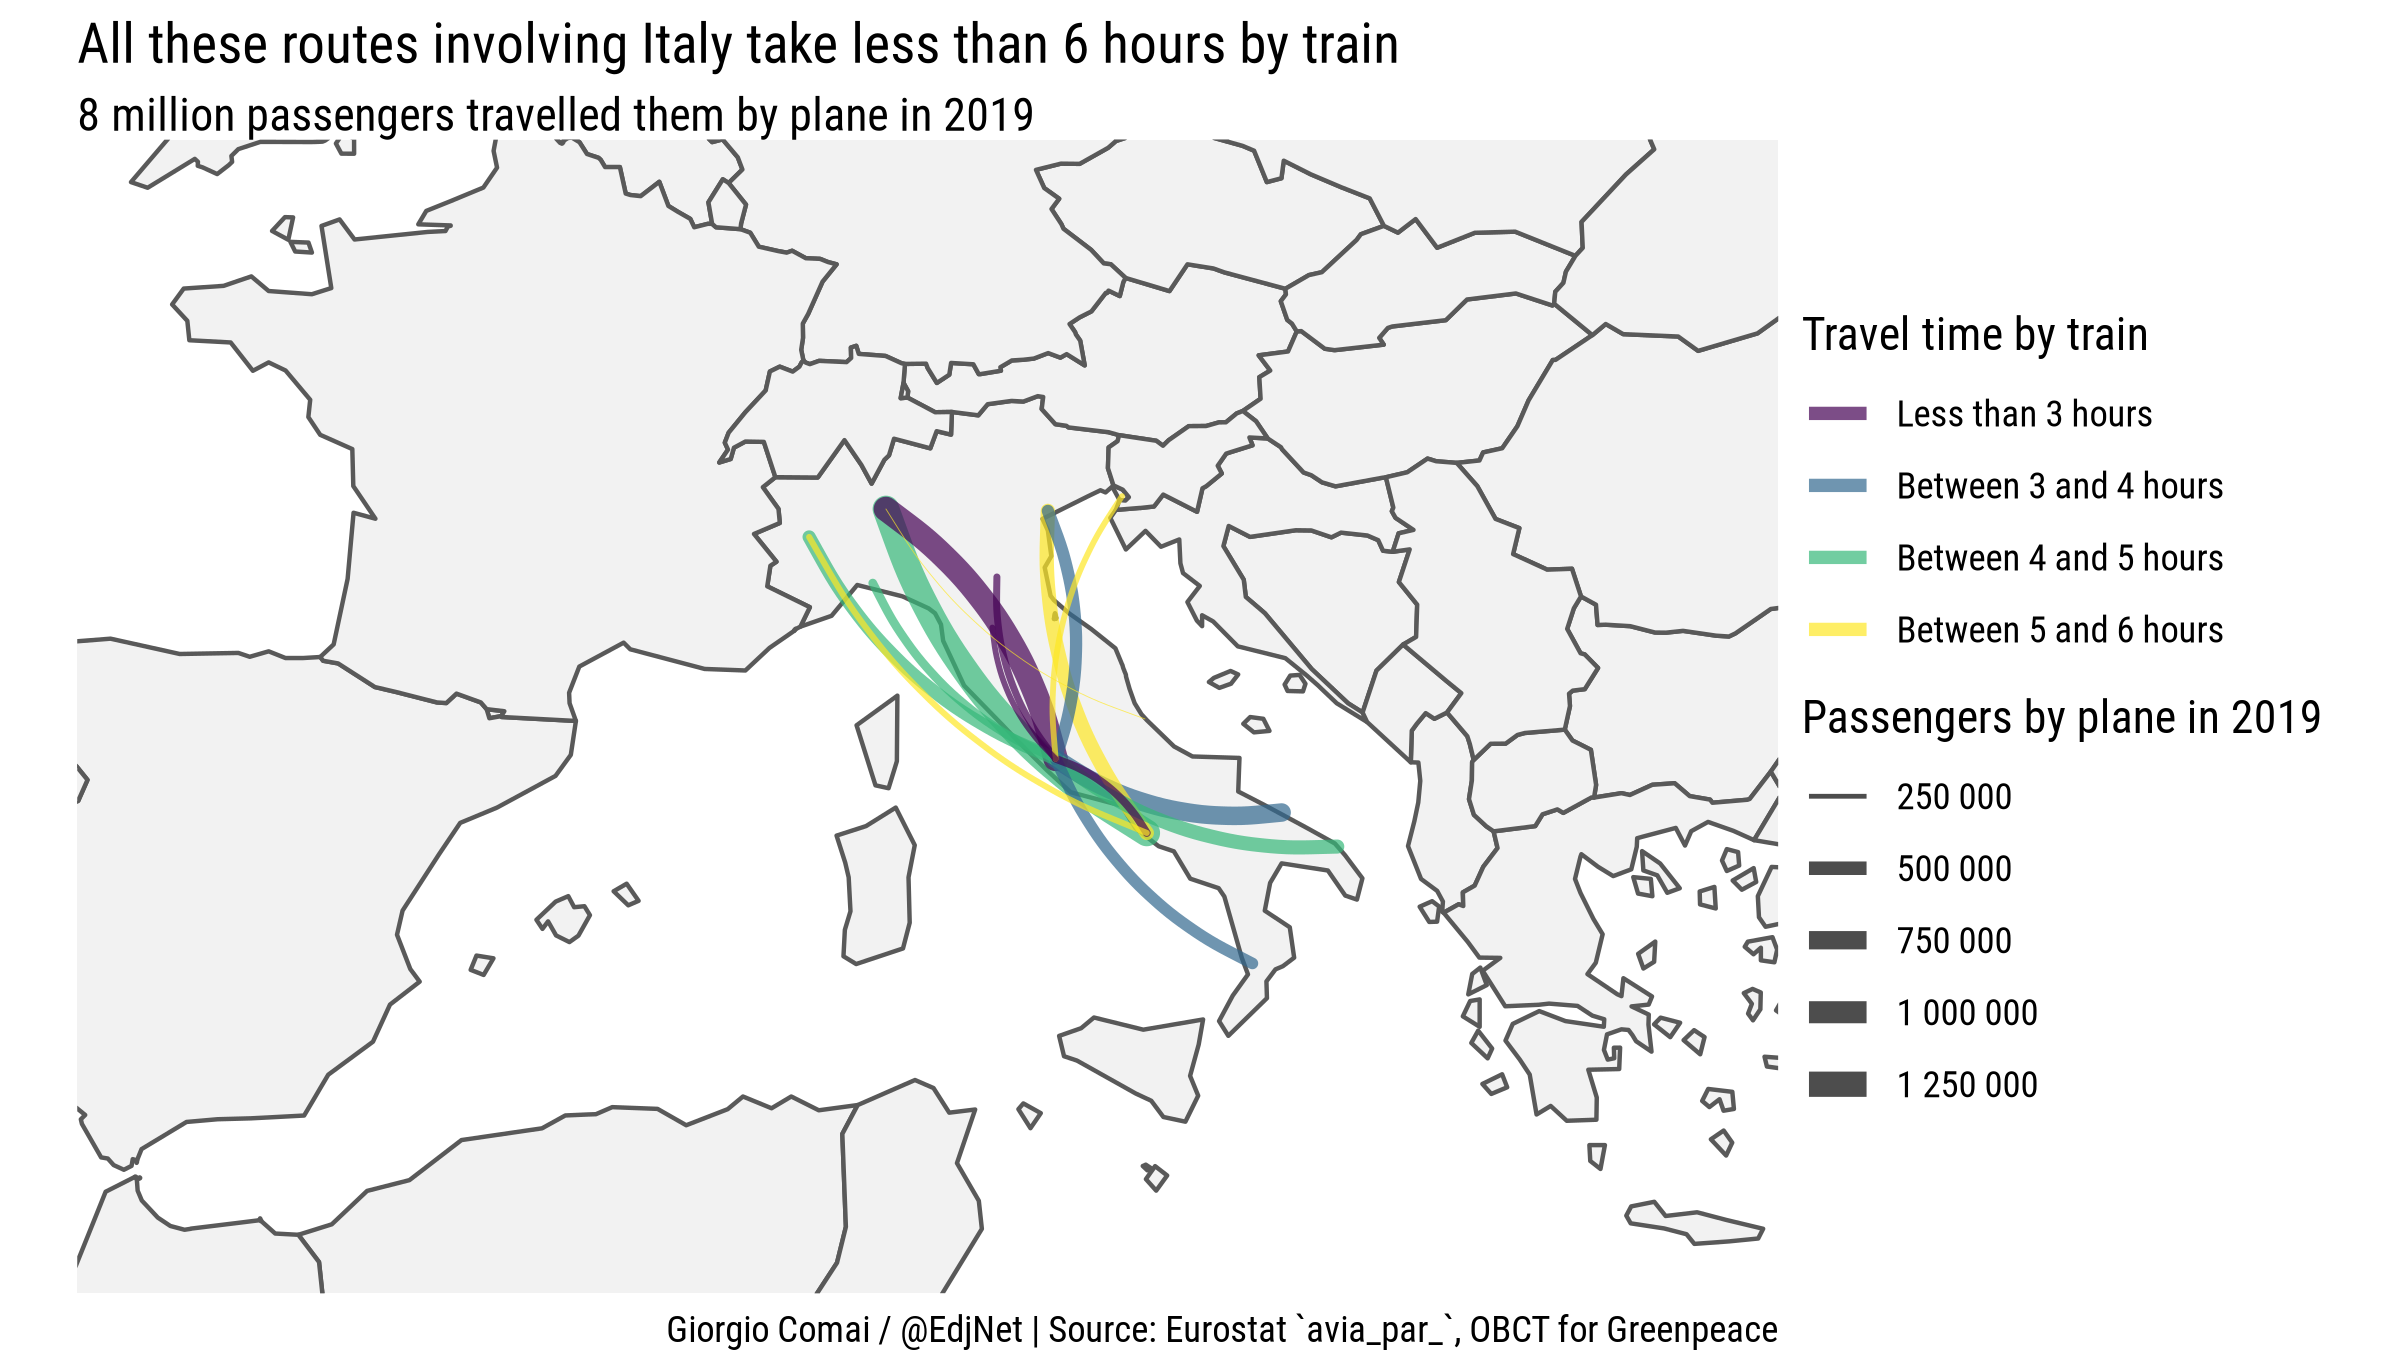 All these routes involving Italy take less than 6 hours by train
8 million passengers travelled them by plane in 2019
Travel time by train
Less than 3 hours
Between 3 and 4 hours
Between 4 and 5 hours
Between 5 and 6 hours
Passengers by plane in 2019
250 000
500 000
750 000
1 000 000
1 250 000
Giorgio Comai / @EdjNet | Source: Eurostat `avia_par_`, OBCT for Greenpeace